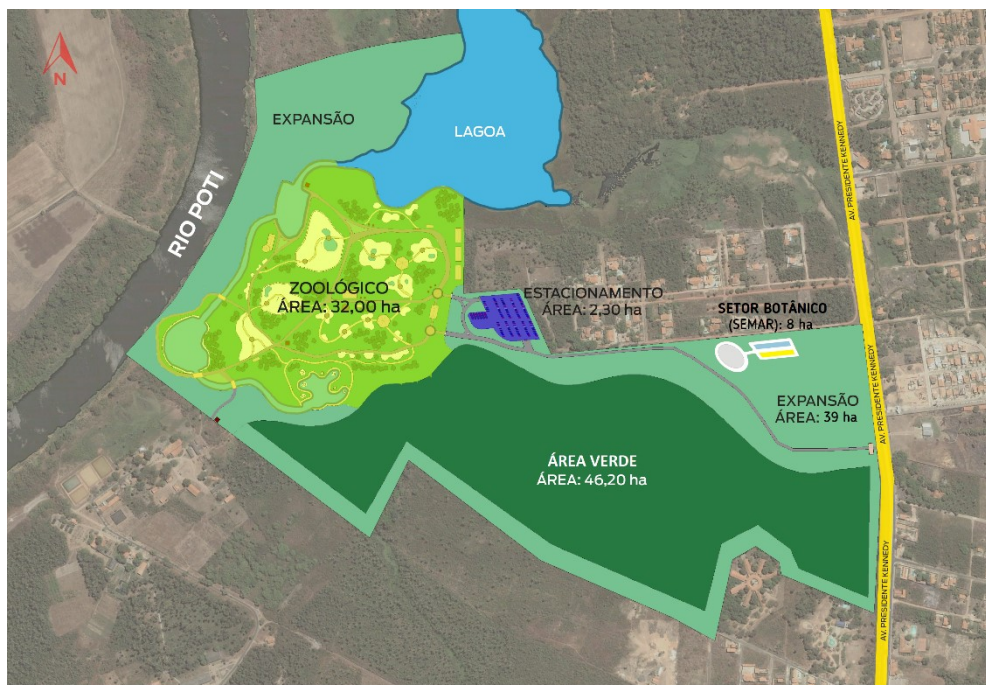 N
EXPANSÃO
LAGOA
RIO POTI
AV. PRESIDENTE KENNEDY
ZOOLÓGICO
ÁREA: 32,00 ha
ESTACIONAMENTO
ÁREA: 2,30 ha
SETOR BOTÂNICO
(SEMAR): 8 ha
EXPANSÃO
ÁREA: 39 ha
AV. PRESIDENTE KENNEDY
ÁREA VERDE
ÁREA: 46,20 ha
AV. PRESIDENTE KENNEDY